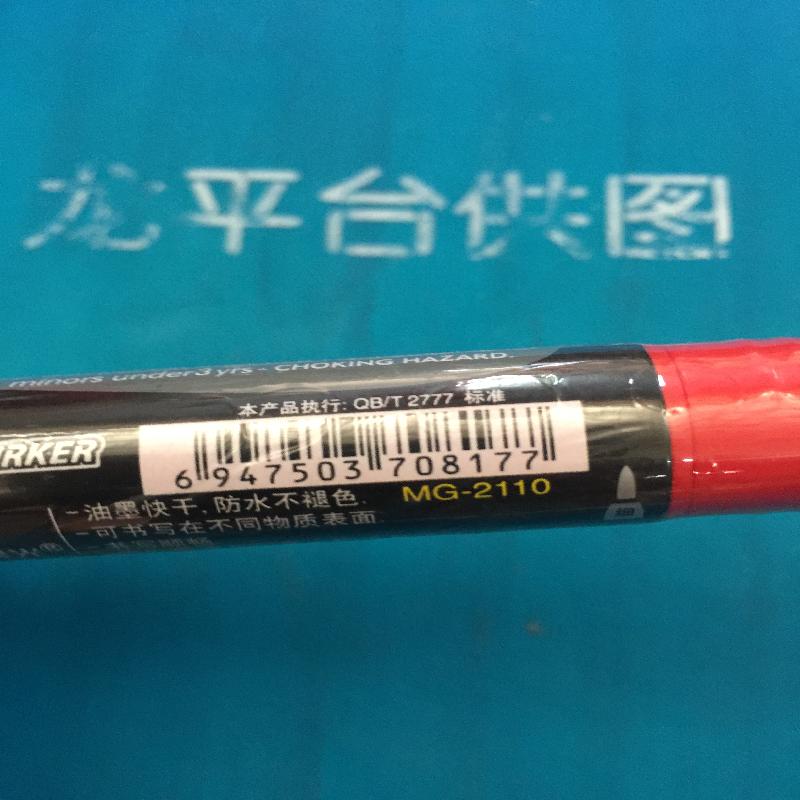 龙平台供图
minors under 3 yrs - CHOKING HAZARD.
本产品执行: QB/T 2777 标准
RKER
6 947503 708177
MG-2110
- 油墨快干, 防水不褪色.
- 可书写在不同物质表面.